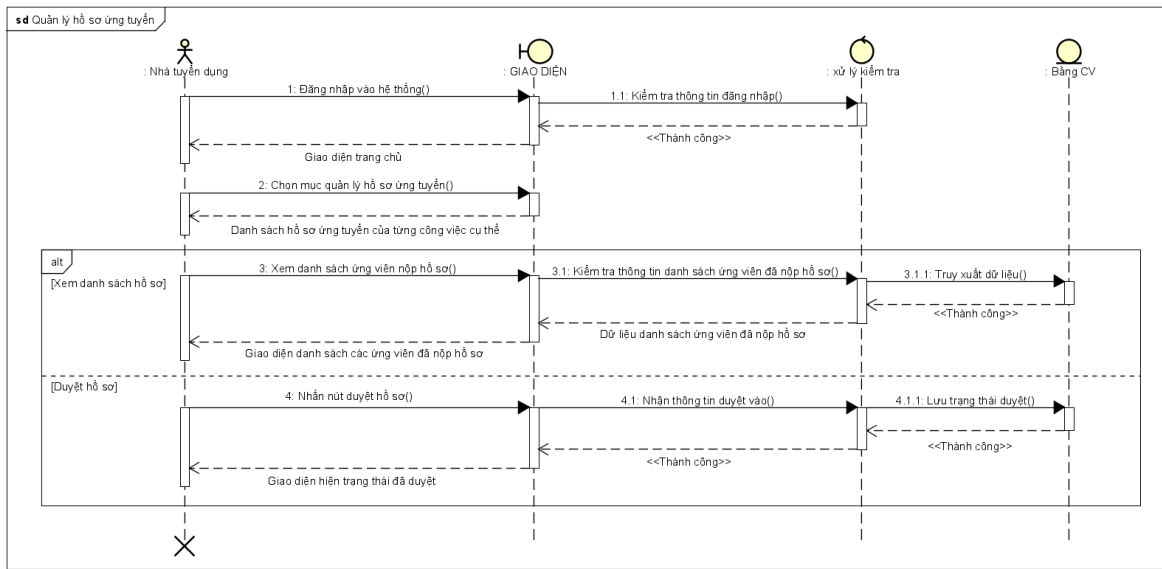 sd Quản lý hồ sơ ứng tuyển
: Nhà tuyển dụng
: GIAO DIỆN
: xử lý kiểm tra
: Bảng CV
1: Đăng nhập vào hệ thống()
1.1: Kiểm tra thông tin đăng nhập()
<<Thành công>>
Giao diện trang chủ
2: Chọn mục quản lý hồ sơ ứng tuyển()
Danh sách hồ sơ ứng tuyển của từng công việc cụ thể
alt
[Xem danh sách hồ sơ]
3: Xem danh sách ứng viên nộp hồ sơ()
3.1: Kiểm tra thông tin danh sách ứng viên đã nộp hồ sơ()
3.1.1: Truy xuất dữ liệu()
<<Thành công>>
Dữ liệu danh sách ứng viên đã nộp hồ sơ
Giao diện danh sách các ứng viên đã nộp hồ sơ
[Duyệt hồ sơ]
4: Nhấn nút duyệt hồ sơ()
4.1: Nhận thông tin duyệt vào()
4.1.1: Lưu trạng thái duyệt()
<<Thành công>>
<<Thành công>>
Giao diện hiện trạng thái đã duyệt